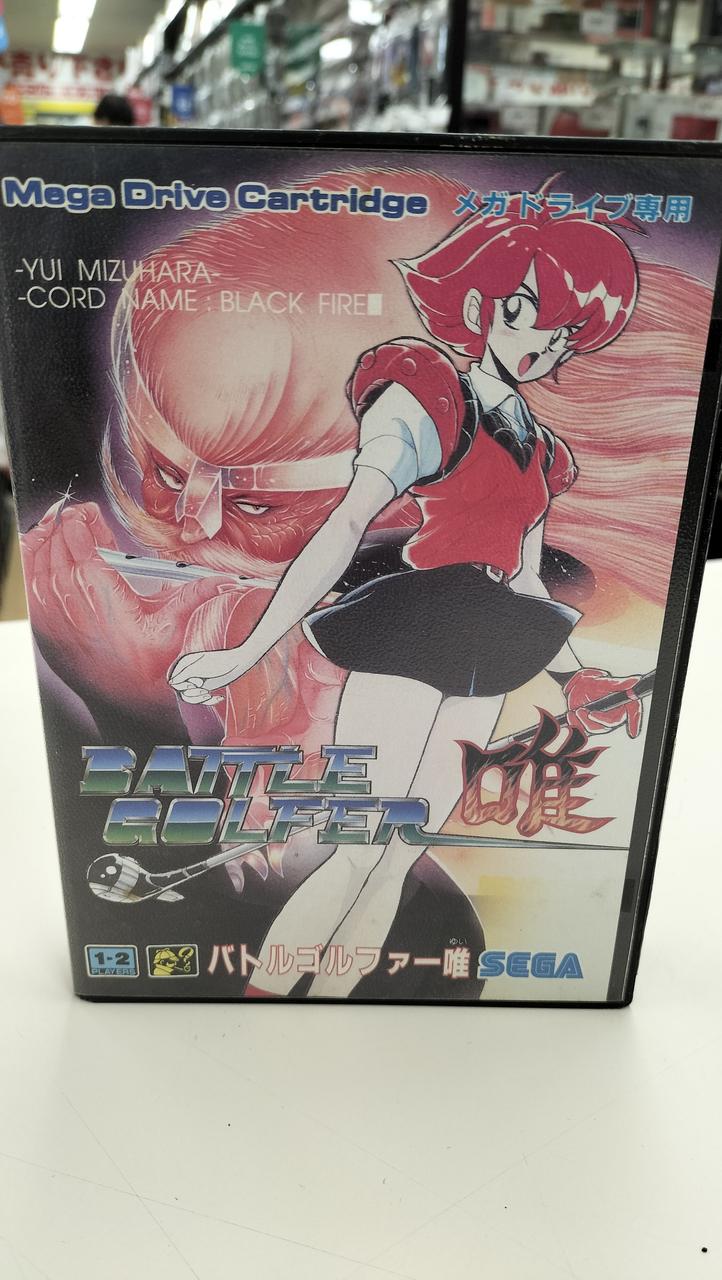 Mega Drive Cartridge
メガドライブ専用
-YUI MIZUHARA-
-CORD NAME : BLACK FIRE
BATTLE
GOLFER 唯
1-2
PLAYERS
バトルゴルファー唯
ゆい
SEGA